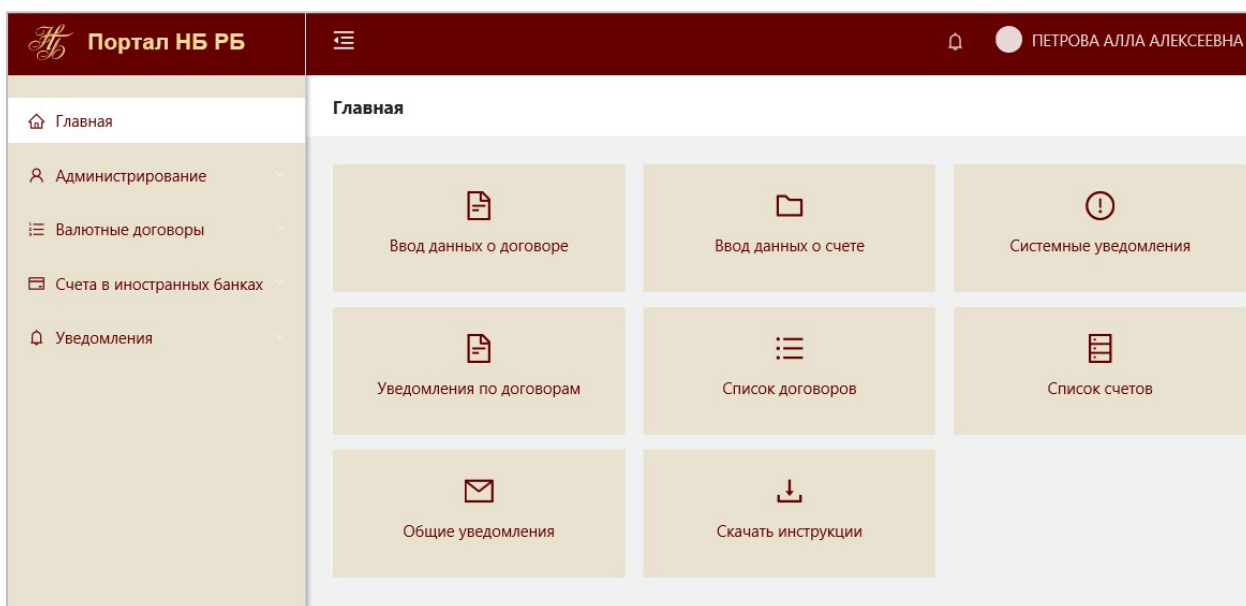 Портал НБ РБ
ПЕТРОВА АЛЛА АЛЕКСЕЕВНА
Главная
Администрирование
Валютные договоры
Счета в иностранных банках
Уведомления
Главная
Ввод данных о договоре
Ввод данных о счете
Системные уведомления
Уведомления по договорам
Список договоров
Список счетов
Общие уведомления
Скачать инструкции